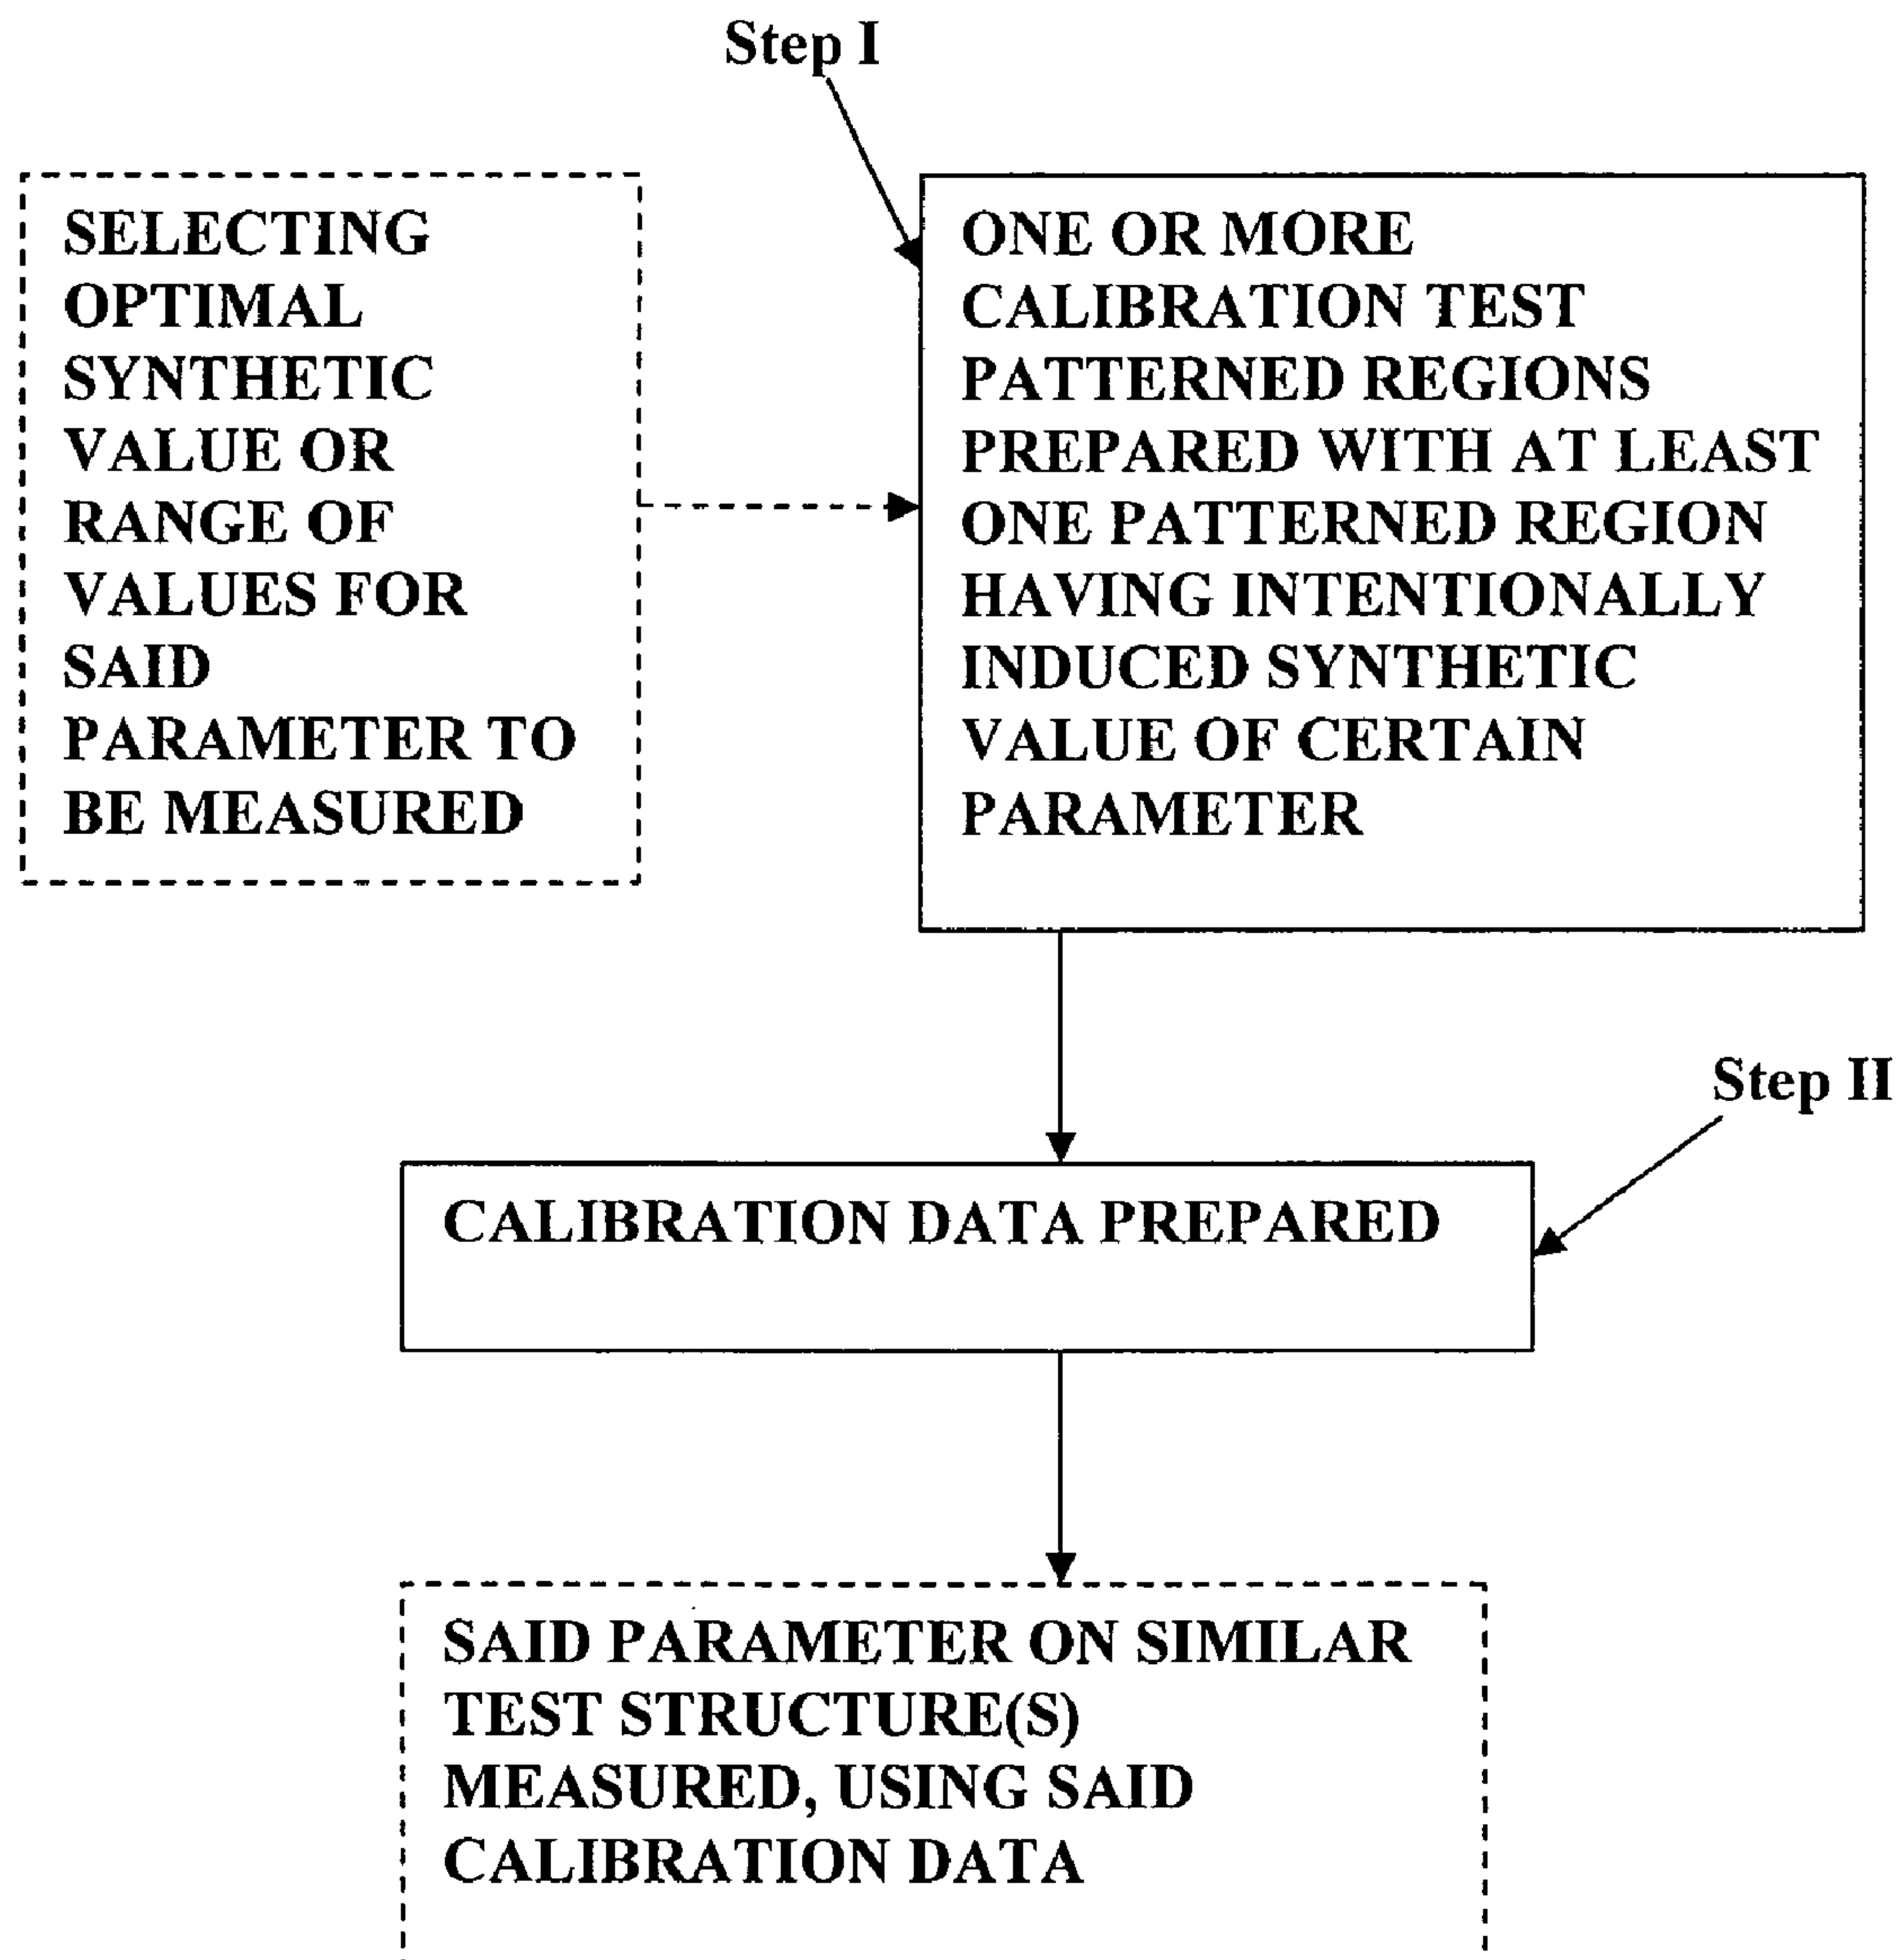 Step I
SELECTING
OPTIMAL
SYNTHETIC
VALUE OR
RANGE OF
VALUES FOR
SAID
PARAMETER TO
BE MEASURED
ONE OR MORE
CALIBRATION TEST
PATTERNED REGIONS
PREPARED WITH AT LEAST
ONE PATTERNED REGION
HAVING INTENTIONALLY
INDUCED SYNTHETIC
VALUE OF CERTAIN
PARAMETER
Step II
CALIBRATION DATA PREPARED
SAID PARAMETER ON SIMILAR
TEST STRUCTURE(S)
MEASURED, USING SAID
CALIBRATION DATA